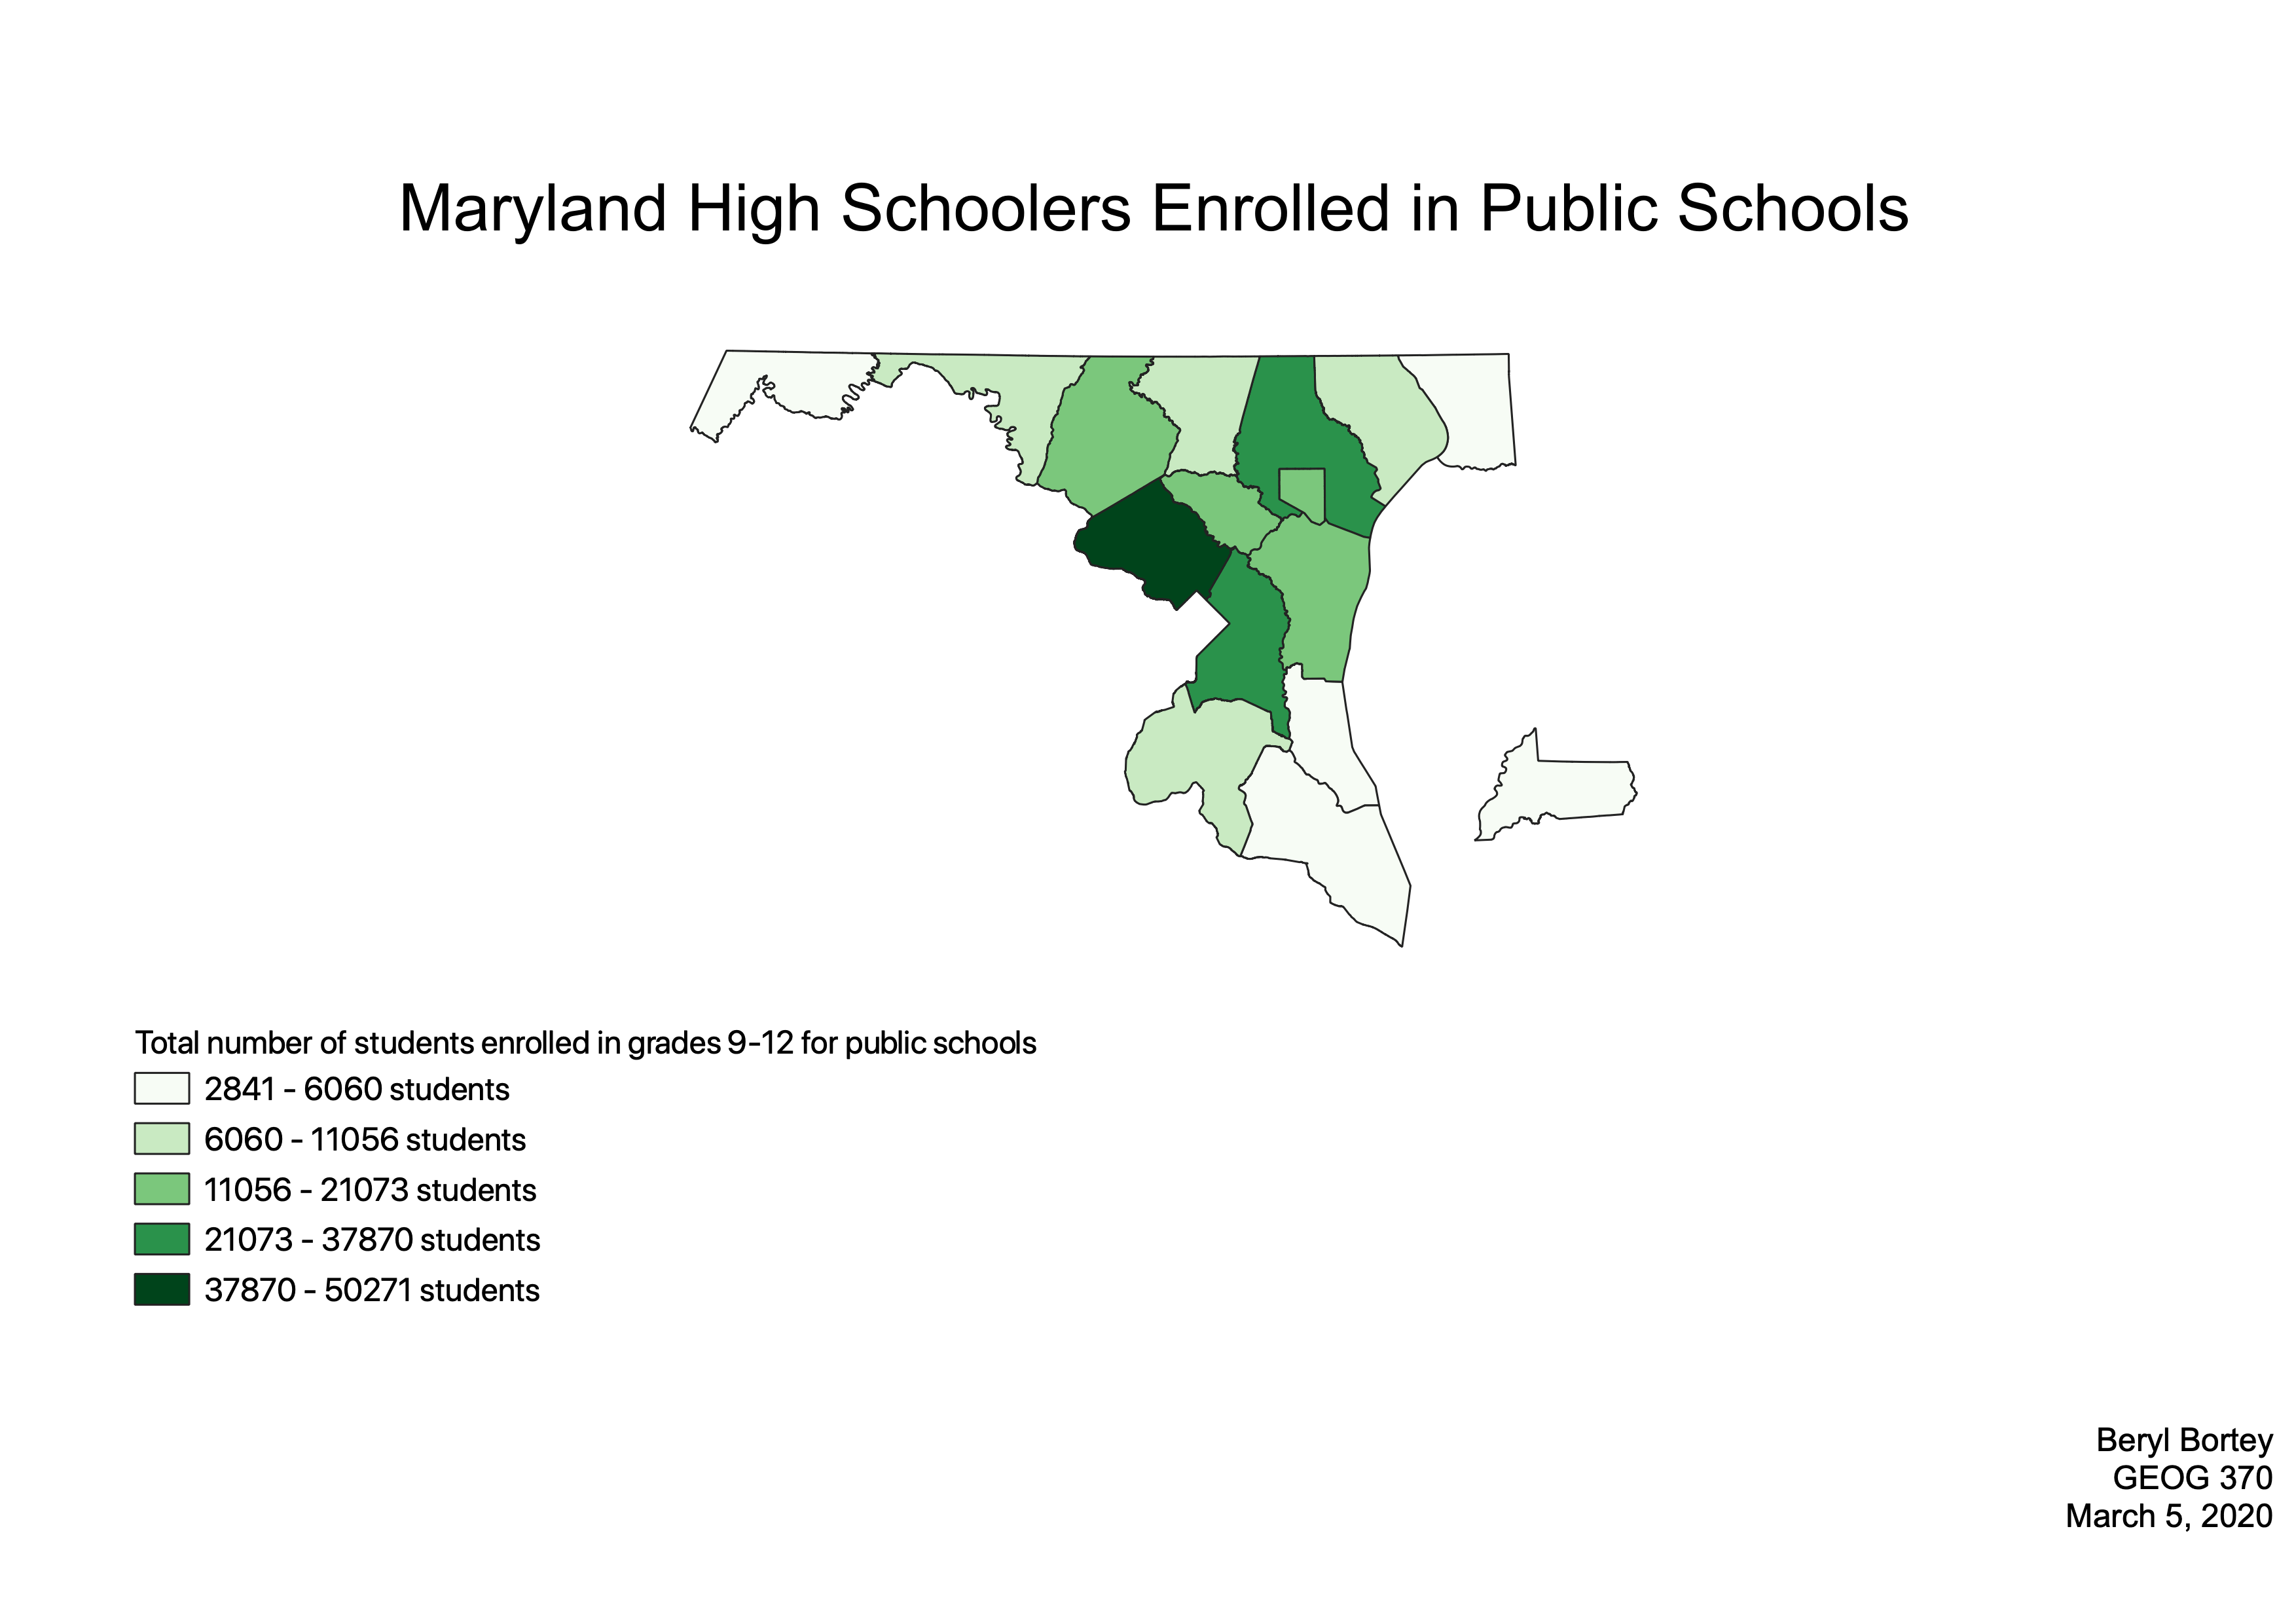 Maryland High Schoolers Enrolled in Public Schools
Total number of students enrolled in grades 9-12 for public schools
2841 - 6060 students
6060 - 11056 students
11056 - 21073 students
21073 - 37870 students
37870 - 50271 students
Beryl Bortey
GEOG 370
March 5, 2020